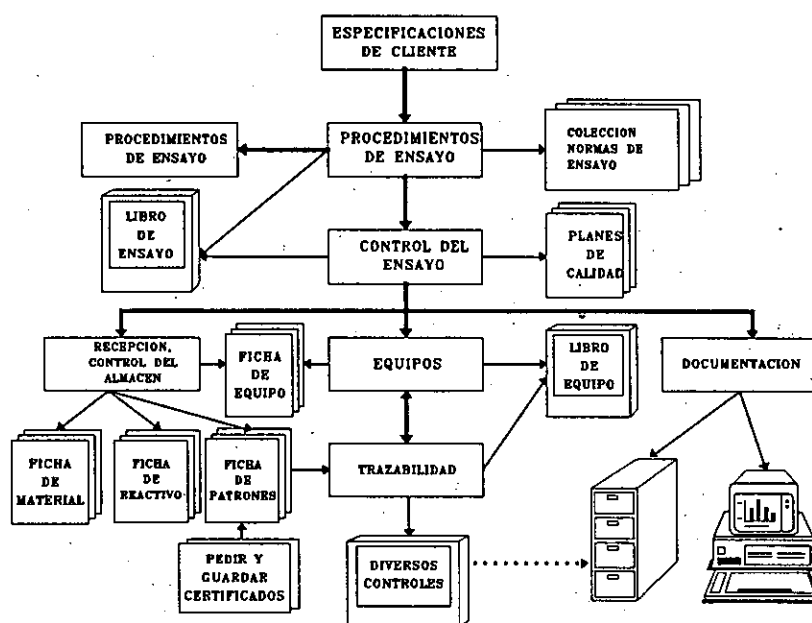 ESPECIFICACIONES
DE CLIENTE
PROCEDIMIENTOS
DE ENSAYO
PROCEDIMIENTOS
DE ENSAYO
COLECCION
NORMAS DE
ENSAYO
LIBRO
DE
ENSAYO
CONTROL DEL
ENSAYO
PLANES
DE
CALIDAD
RECEPCION,
CONTROL DEL
ALMACEN
FICHA
DE
EQUIPO
EQUIPOS
LIBRO
DE
EQUIPO
DOCUMENTACION
FICHA
DE
MATERIAL
FICHA
DE
REACTIVO
FICHA
DE
PATRONES
TRAZABILIDAD
PEDIR Y
GUARDAR
CERTIFICADOS
DIVERSOS
CONTROLES